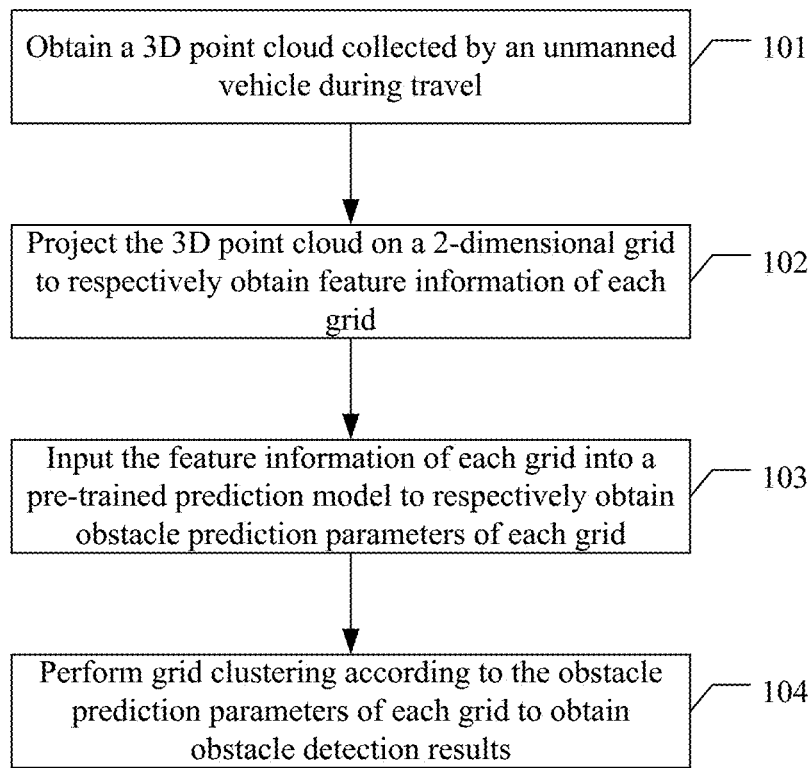 Obtain a 3D point cloud collected by an unmanned
vehicle during travel
101
Project the 3D point cloud on a 2-dimensional grid
to respectively obtain feature information of each
grid
102
Input the feature information of each grid into a
pre-trained prediction model to respectively obtain
obstacle prediction parameters of each grid
103
Perform grid clustering according to the obstacle
prediction parameters of each grid to obtain
obstacle detection results
104